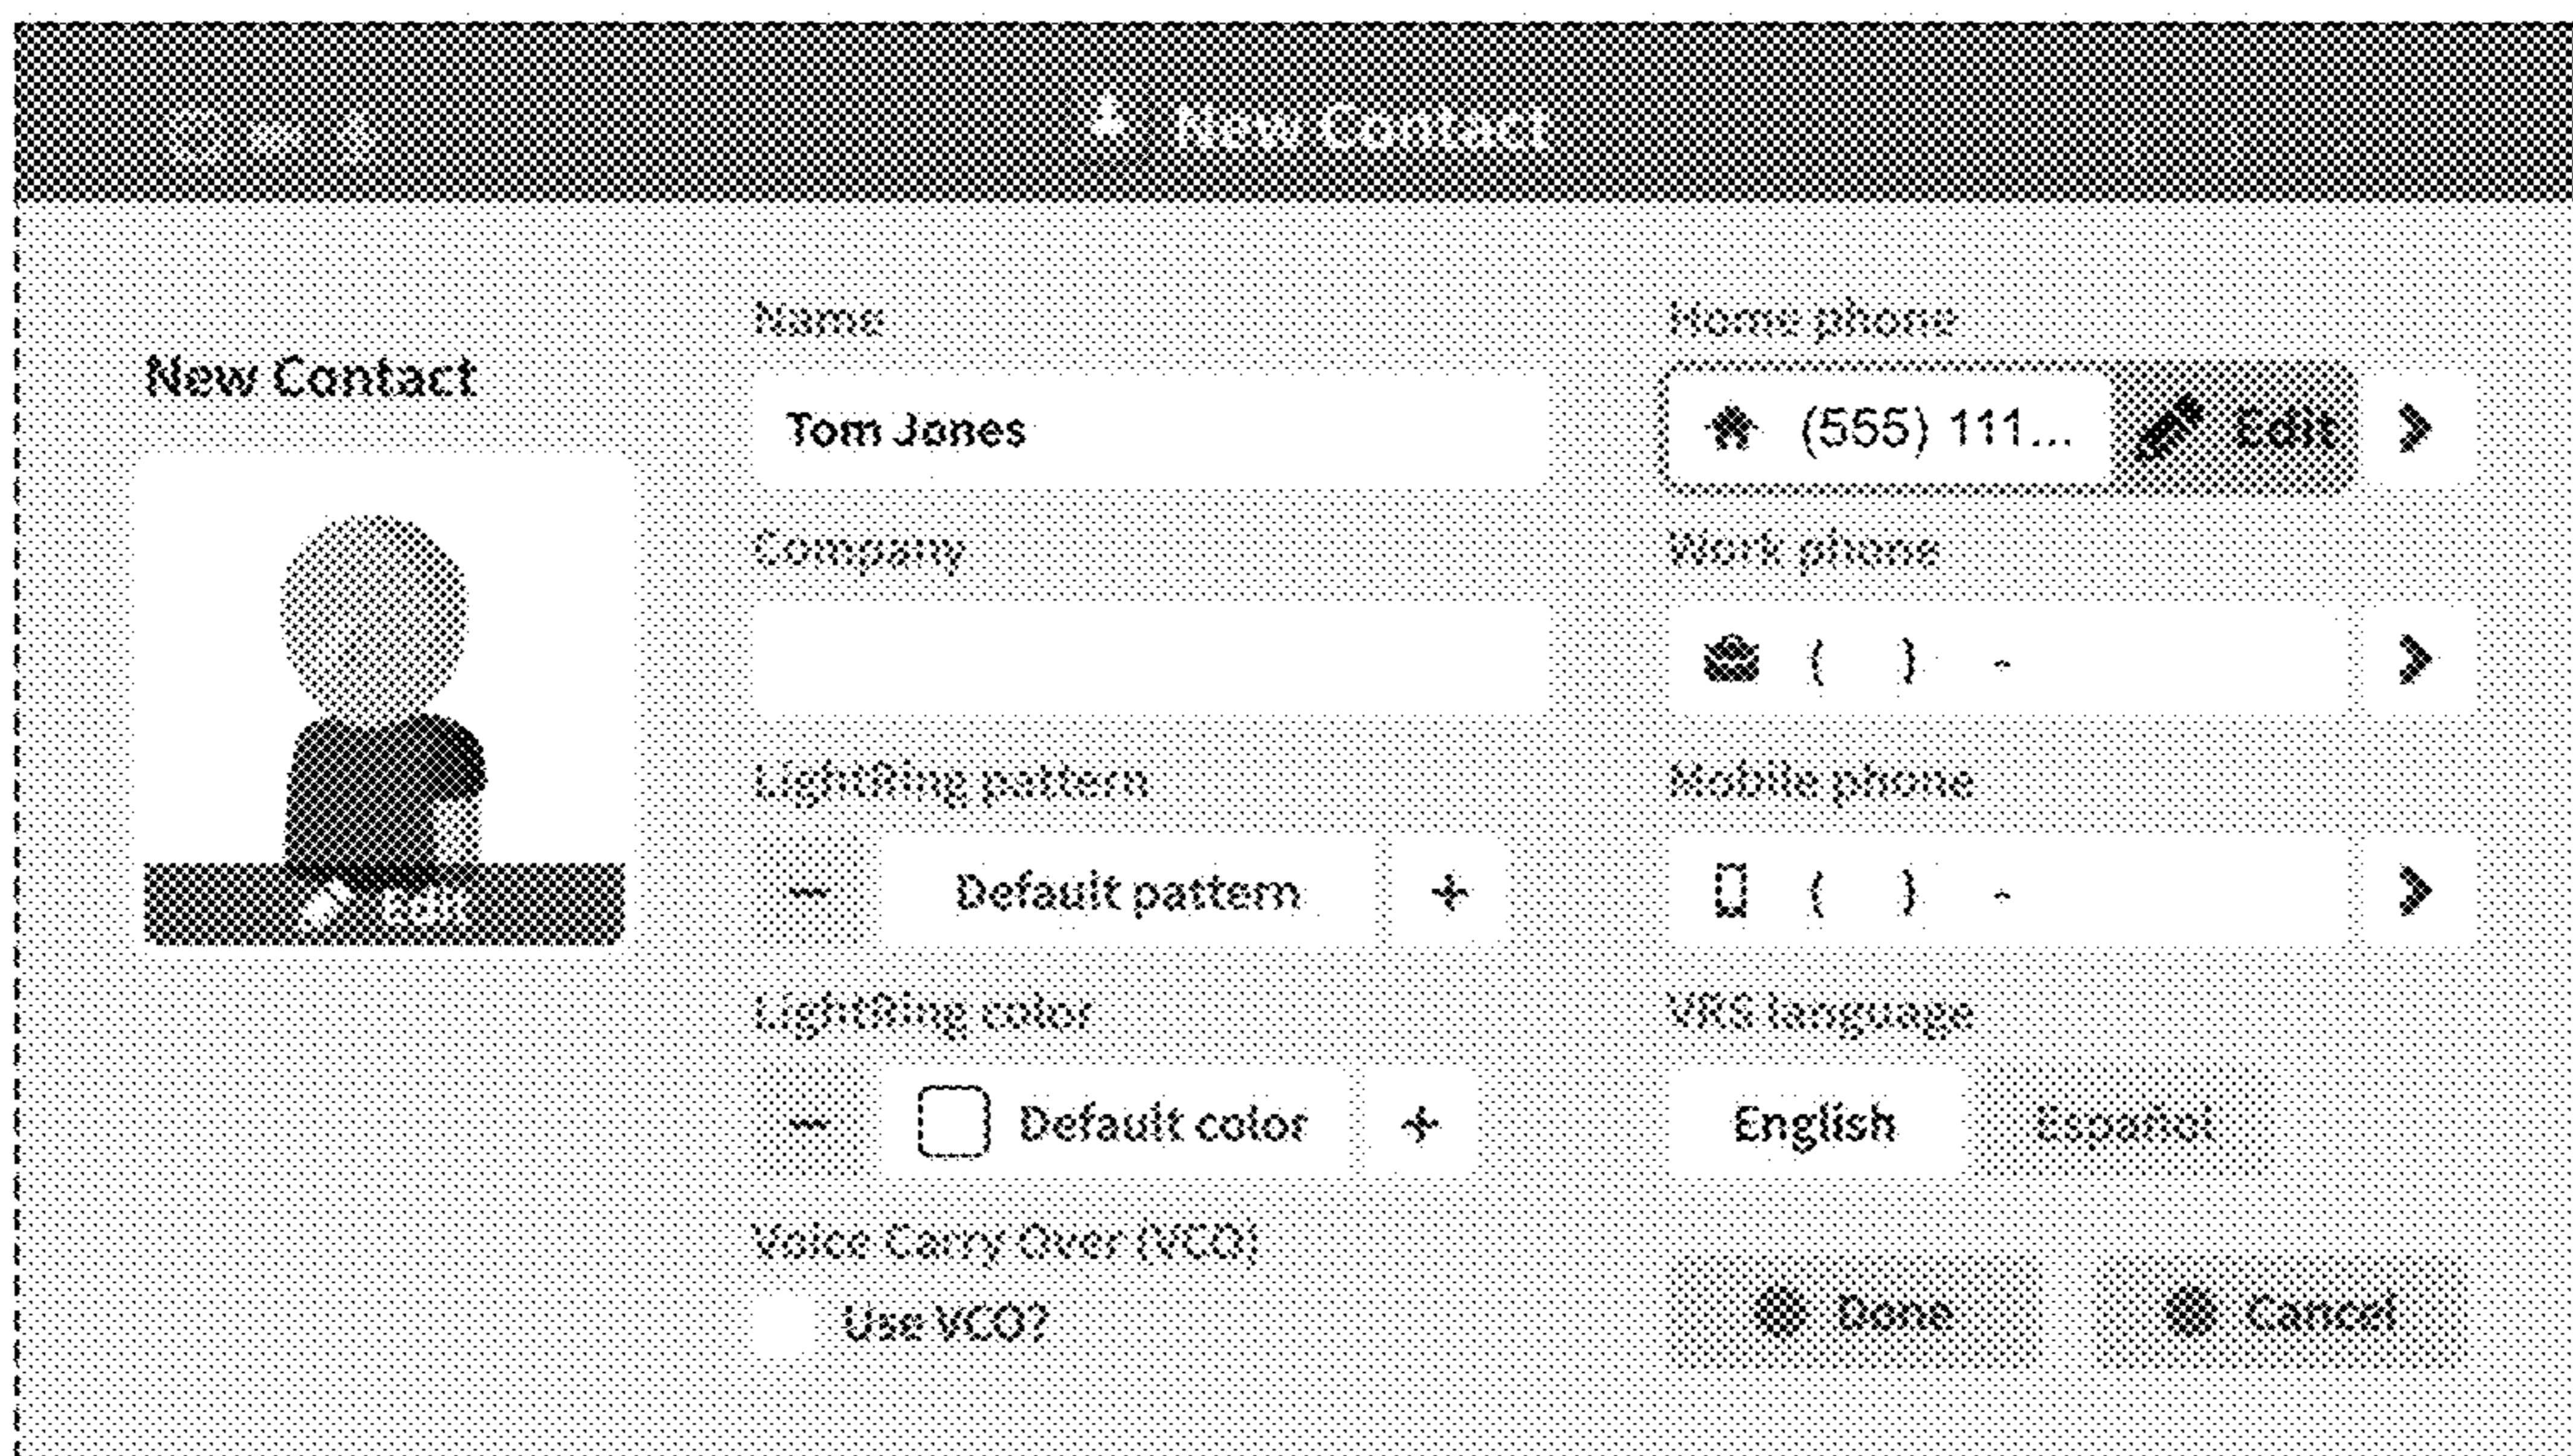 New Contact
New Contact
Edit
Name
Tom Jones
Company
LightRing pattern
− Default pattern +
LightRing color
− Default color +
Voice Carry Over (VCO)
Use VCO?
Home phone
(555) 111... Edit
Work phone
( ) -
Mobile phone
( ) -
VRS language
English Español
Done Cancel